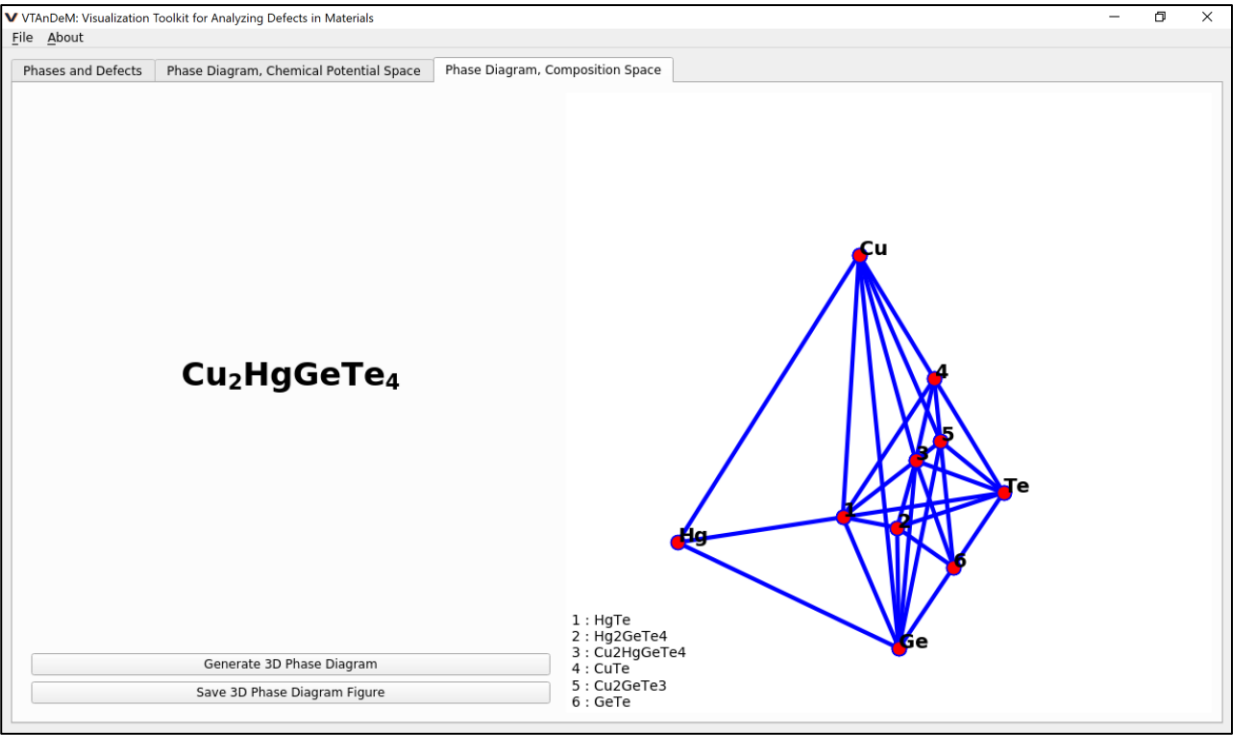 VTAnDeM: Visualization Toolkit for Analyzing Defects in Materials
File About
Phases and Defects
Phase Diagram, Chemical Potential Space
Phase Diagram, Composition Space
Cu₂HgGeTe₄
Cu
4
5
3
Te
1
2
Hg
6
Ge
1 : HgTe
2 : Hg2GeTe4
3 : Cu2HgGeTe4
4 : CuTe
5 : Cu2GeTe3
6 : GeTe
Generate 3D Phase Diagram
Save 3D Phase Diagram Figure